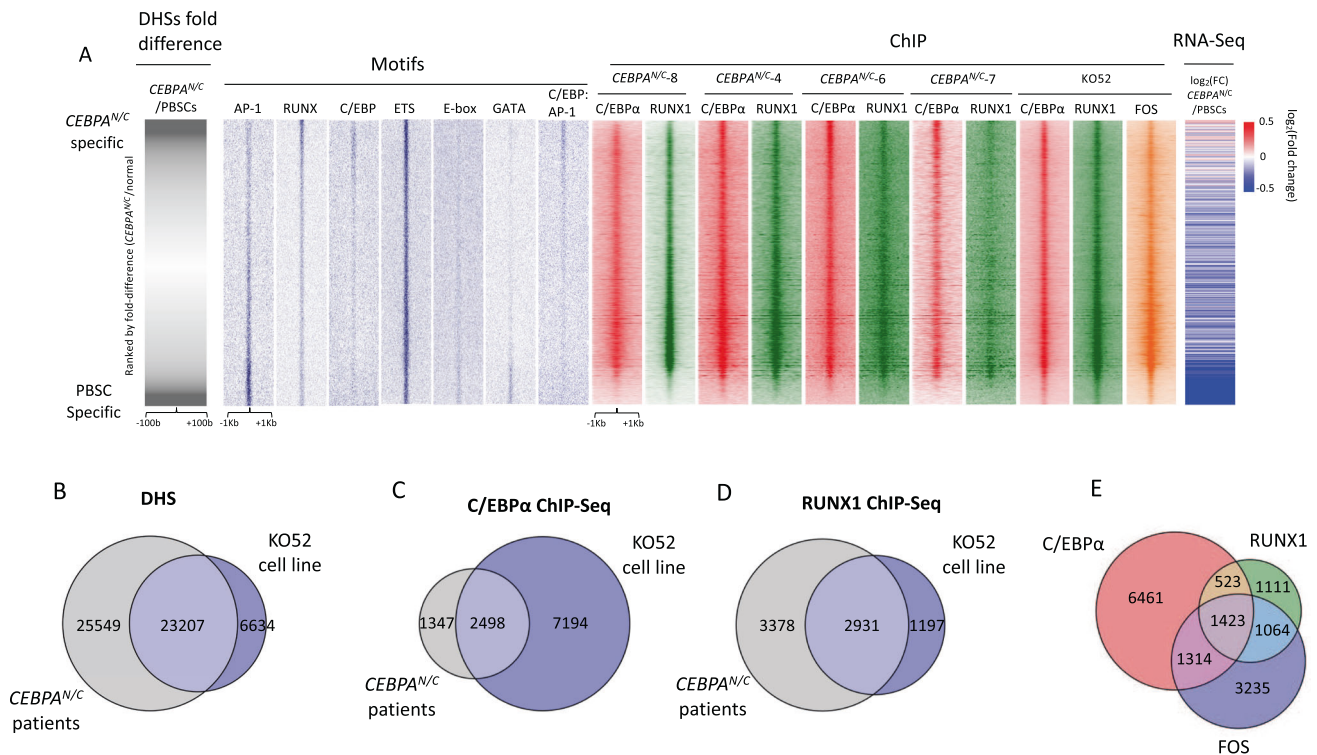 DHSs fold
difference
A
Motifs
ChIP
RNA-Seq
CEBPA^N/C
/PBSCs
AP-1
RUNX
C/EBP
ETS
E-box
GATA
C/EBP:
AP-1
CEBPA^N/C-8
CEBPA^N/C-4
CEBPA^N/C-6
CEBPA^N/C-7
KO52
C/EBPα
RUNX1
C/EBPα
RUNX1
C/EBPα
RUNX1
C/EBPα
RUNX1
C/EBPα
RUNX1
FOS
log2(FC)
CEBPA^N/C
/PBSCs
CEBPA^N/C
specific
Ranked by fold-difference (CEBPA^N/C/normal
PBSC
Specific
0.5
0
-0.5
log2(Fold change)
-100b
+100b
-1Kb
+1Kb
-1Kb
+1Kb
B
DHS
KO52
cell line
25549
23207
6634
CEBPA^N/C
patients
C
C/EBPα ChIP-Seq
KO52
cell line
1347
2498
7194
CEBPA^N/C
patients
D
RUNX1 ChIP-Seq
KO52
cell line
3378
2931
1197
CEBPA^N/C
patients
E
C/EBPα
RUNX1
6461
523
1111
1423
1064
1314
3235
FOS